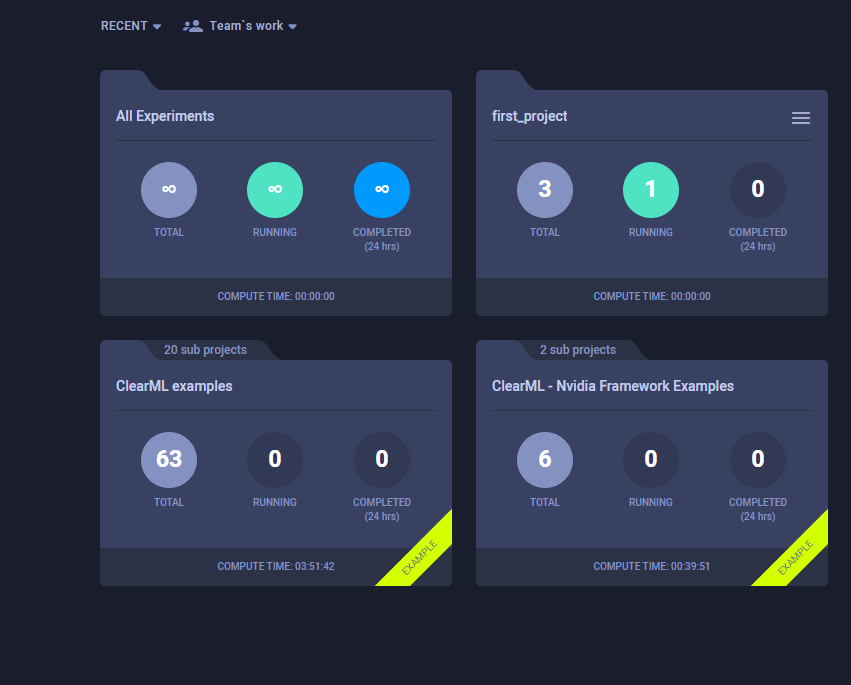 RECENT Team`s work
All Experiments
∞ ∞ ∞
TOTAL RUNNING COMPLETED
(24 hrs)
COMPUTE TIME: 00:00:00
first_project
3 1 0
TOTAL RUNNING COMPLETED
(24 hrs)
COMPUTE TIME: 00:00:00
20 sub projects
ClearML examples
63 0 0
TOTAL RUNNING COMPLETED
(24 hrs)
COMPUTE TIME: 03:51:42
EXAMPLE
2 sub projects
ClearML - Nvidia Framework Examples
6 0 0
TOTAL RUNNING COMPLETED
(24 hrs)
COMPUTE TIME: 00:39:51
EXAMPLE